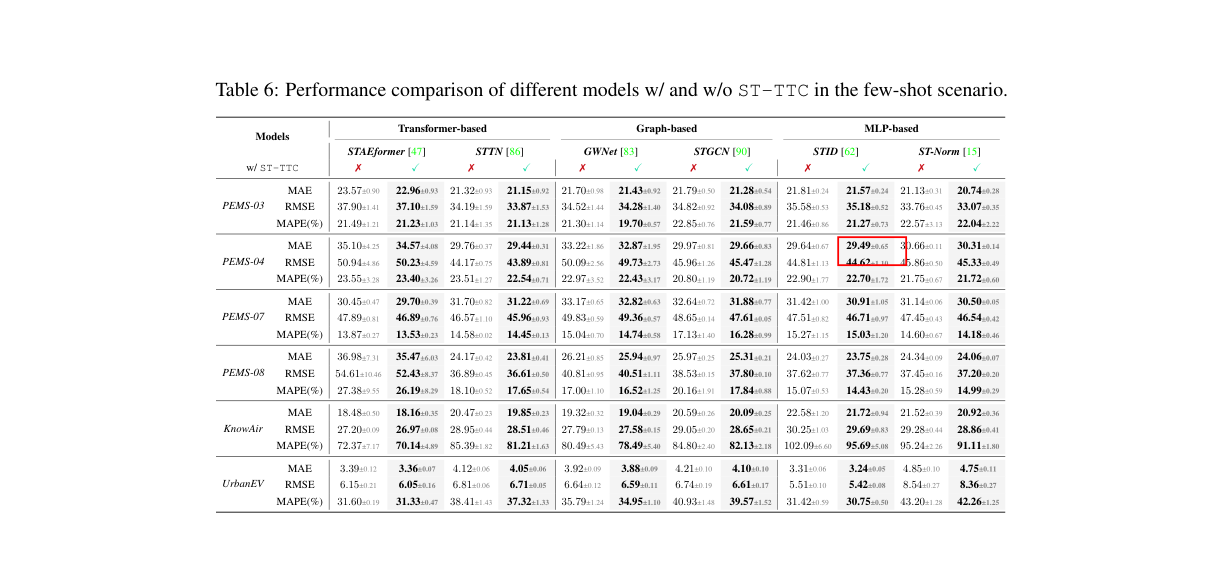 Table 6: Performance comparison of different models w/ and w/o ST-TTC in the few-shot scenario.
Models Transformer-based Graph-based MLP-based
STAEformer [47] STTN [86] GWNet [83] STGCN [90] STID [62] ST-Norm [15]
w/ ST-TTC ✗ ✓ ✗ ✓ ✗ ✓ ✗ ✓ ✗ ✓ ✗ ✓
PEMS-03 MAE 23.57±0.90 22.96±0.93 21.32±0.93 21.15±0.92 21.70±0.98 21.43±0.92 21.79±0.50 21.28±0.54 21.81±0.24 21.57±0.24 21.13±0.31 20.74±0.28
RMSE 37.90±1.41 37.10±1.59 34.19±1.59 33.87±1.53 34.52±1.44 34.28±1.40 34.82±0.92 34.08±0.89 35.58±0.53 35.18±0.52 33.76±0.45 33.07±0.35
MAPE(%) 21.49±1.21 21.23±1.03 21.14±1.35 21.13±1.28 21.30±1.14 19.70±0.57 22.85±0.76 21.59±0.77 21.46±0.86 21.27±0.73 22.57±3.13 22.04±2.22
PEMS-04 MAE 35.10±4.25 34.57±4.08 29.76±0.37 29.44±0.31 33.22±1.86 32.87±1.95 29.97±0.81 29.66±0.83 29.64±0.67 29.49±0.65 30.66±0.11 30.31±0.14
RMSE 50.94±4.86 50.23±4.59 44.17±0.75 43.89±0.81 50.09±2.56 49.73±2.73 45.96±1.26 45.47±1.28 44.81±1.13 44.62±1.10 45.86±0.50 45.33±0.49
MAPE(%) 23.55±3.28 23.40±3.26 23.51±1.27 22.54±0.71 22.97±3.52 22.43±3.17 20.80±1.19 20.72±1.19 22.90±1.77 22.70±1.72 21.75±0.67 21.72±0.60
PEMS-07 MAE 30.45±0.47 29.70±0.39 31.70±0.82 31.22±0.69 33.17±0.65 32.82±0.63 32.64±0.72 31.88±0.77 31.42±1.00 30.91±1.05 31.14±0.06 30.50±0.05
RMSE 47.89±0.81 46.89±0.76 46.57±1.10 45.96±0.93 49.83±0.59 49.36±0.57 48.65±0.14 47.61±0.05 47.51±0.82 46.71±0.97 47.45±0.43 46.54±0.42
MAPE(%) 13.87±0.27 13.53±0.23 14.58±0.02 14.45±0.13 15.04±0.70 14.74±0.58 17.13±1.40 16.28±0.99 15.27±1.15 15.03±1.20 14.60±0.67 14.18±0.46
PEMS-08 MAE 36.98±7.31 35.47±6.03 24.17±0.42 23.81±0.41 26.21±0.85 25.94±0.97 25.97±0.25 25.31±0.21 24.03±0.27 23.75±0.28 24.34±0.09 24.06±0.07
RMSE 54.61±10.46 52.43±8.37 36.89±0.45 36.61±0.50 40.81±0.95 40.51±1.11 38.53±0.15 37.80±0.10 37.62±0.77 37.36±0.77 37.45±0.16 37.20±0.20
MAPE(%) 27.38±9.55 26.19±8.29 18.10±0.52 17.65±0.54 17.00±1.10 16.52±1.25 20.16±1.91 17.84±0.88 15.07±0.53 14.43±0.20 15.28±0.59 14.99±0.29
KnowAir MAE 18.48±0.50 18.16±0.35 20.47±0.23 19.85±0.23 19.32±0.32 19.04±0.29 20.59±0.26 20.09±0.25 22.58±1.20 21.72±0.94 21.52±0.39 20.92±0.36
RMSE 27.20±0.09 26.97±0.08 28.95±0.44 28.51±0.46 27.79±0.13 27.58±0.15 29.05±0.20 28.65±0.21 30.25±1.03 29.69±0.83 29.28±0.44 28.86±0.41
MAPE(%) 72.37±7.17 70.14±4.89 85.39±1.82 81.21±1.63 80.49±5.43 78.49±5.40 84.80±2.40 82.13±2.18 102.09±6.60 95.69±5.08 95.24±2.26 91.11±1.80
UrbanEV MAE 3.39±0.12 3.36±0.07 4.12±0.06 4.05±0.06 3.92±0.09 3.88±0.09 4.21±0.10 4.10±0.10 3.31±0.06 3.24±0.05 4.85±0.10 4.75±0.11
RMSE 6.15±0.21 6.05±0.16 6.81±0.06 6.71±0.05 6.64±0.12 6.59±0.11 6.74±0.19 6.61±0.17 5.51±0.10 5.42±0.08 8.54±0.27 8.36±0.27
MAPE(%) 31.60±0.19 31.33±0.47 38.41±1.43 37.32±1.33 35.79±1.24 34.95±1.10 40.93±1.48 39.57±1.52 31.42±0.59 30.75±0.50 43.20±1.28 42.26±1.25